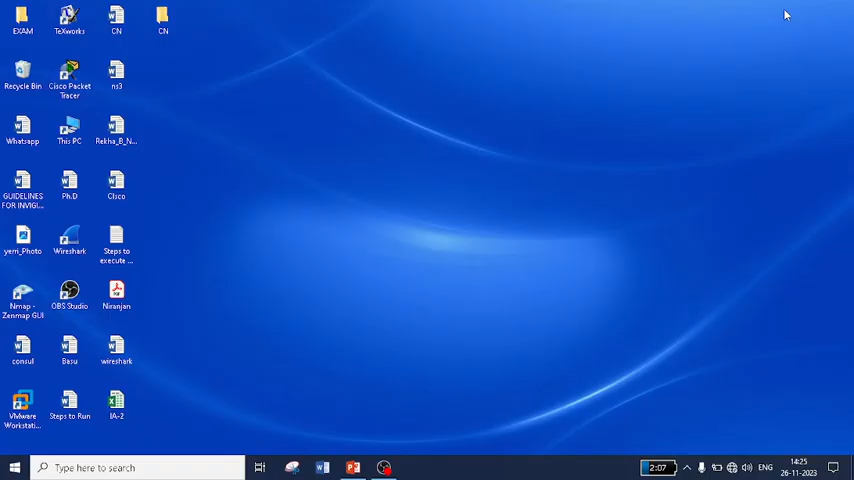 EXAM
TeXworks
CN
CN
Recycle Bin
Cisco Packet
Tracer
ns3
Whatsapp
This PC
Rekha_B_N...
GUIDELINES
FOR INVIGI...
Ph.D
CIsco
yerri_Photo
Wireshark
Steps to
execute ...
Nmap -
Zenmap GUI
OBS Studio
Niranjan
consul
Basu
wireshark
VMware
Workstati...
Steps to Run
IA-2
Type here to search
2:07
ENG
14:25
26-11-2023